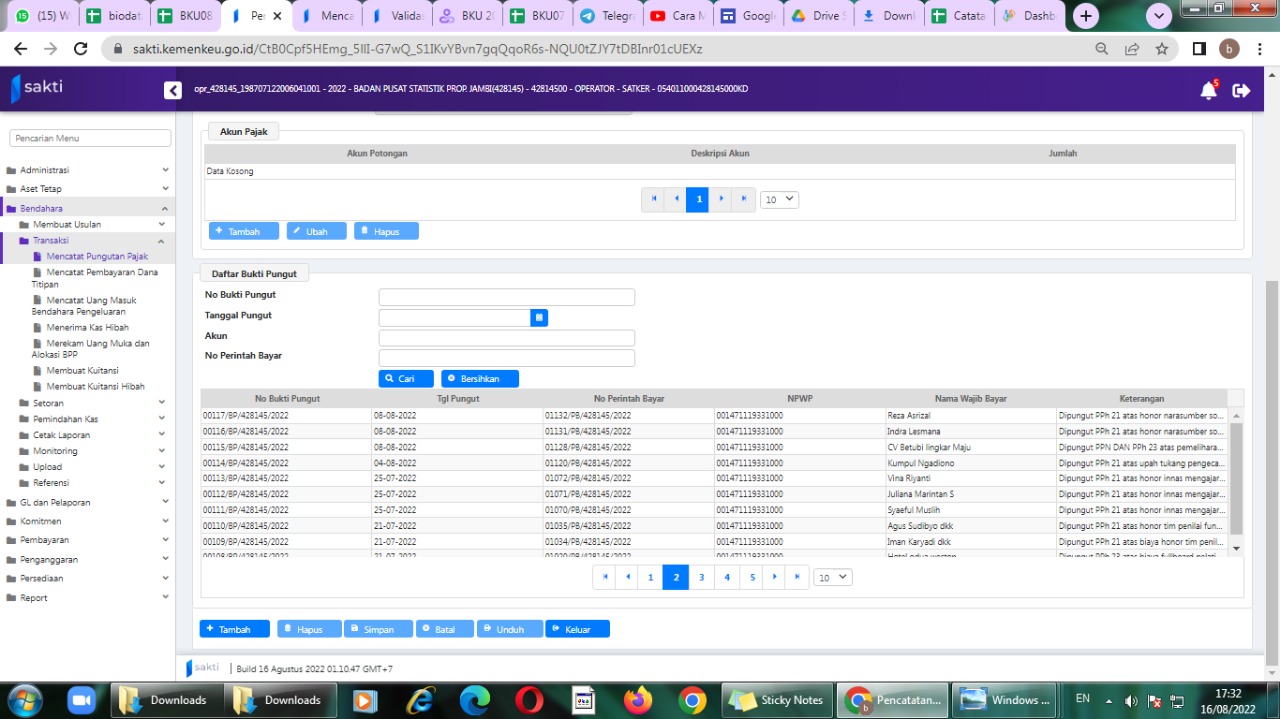 (15) W
biodat
BKU08
Pe
Menca
Valida
BKU 20
BKU07
Telegr
Cara M
Googl
Drive S
Downl
Catata
Dashb
sakti.kemenkeu.go.id/CtB0Cpf5HEmg_5lII-G7wQ_S1IKvYBvn7gqQqoR6s-NQU0tZJY7tDBInr01cUEXz
b
sakti
opr_428145_198707122006041001 - 2022 - BADAN PUSAT STATISTIK PROP. JAMBI(428145) - 42814500 - OPERATOR - SATKER - 054011000428145000KD
5
Pencarian Menu
Administrasi
Aset Tetap
Bendahara
Membuat Usulan
Transaksi
Mencatat Pungutan Pajak
Mencatat Pembayaran Dana
Titipan
Mencatat Uang Masuk
Bendahara Pengeluaran
Menerima Kas Hibah
Merekam Uang Muka dan
Alokasi BPP
Membuat Kuitansi
Membuat Kuitansi Hibah
Setoran
Pemindahan Kas
Cetak Laporan
Monitoring
Upload
Referensi
GL dan Pelaporan
Komitmen
Pembayaran
Penganggaran
Persediaan
Report
Akun Pajak
Akun Potongan Deskripsi Akun Jumlah
Data Kosong
1 10
Tambah Ubah Hapus
Daftar Bukti Pungut
No Bukti Pungut
Tanggal Pungut
Akun
No Perintah Bayar
Cari Bersihkan
No Bukti Pungut Tgl Pungut No Perintah Bayar NPWP Nama Wajib Bayar Keterangan
00117/BP/428145/2022 08-08-2022 01132/PB/428145/2022 001471119331000 Reza Asrizal Dipungut PPh 21 atas honor narasumber so...
00116/BP/428145/2022 08-08-2022 01131/PB/428145/2022 001471119331000 Indra Lesmana Dipungut PPh 21 atas honor narasumber so...
00115/BP/428145/2022 08-08-2022 01128/PB/428145/2022 001471119331000 CV Betubi lingkar Maju Dipungut PPN DAN PPh 23 atas pemelihara...
00114/BP/428145/2022 04-08-2022 01120/PB/428145/2022 001471119331000 Kumpul Ngadiono Dipungut PPh 21 atas upah tukang pengeca...
00113/BP/428145/2022 25-07-2022 01072/PB/428145/2022 001471119331000 Vina Riyanti Dipungut PPh 21 atas honor innas mengajar...
00112/BP/428145/2022 25-07-2022 01071/PB/428145/2022 001471119331000 Juliana Marintan S Dipungut PPh 21 atas honor innas mengajar...
00111/BP/428145/2022 25-07-2022 01070/PB/428145/2022 001471119331000 Syaeful Muslih Dipungut PPh 21 atas honor innas mengajar...
00110/BP/428145/2022 21-07-2022 01035/PB/428145/2022 001471119331000 Agus Sudibyo dkk Dipungut PPh 21 atas honor tim penilai fun...
00109/BP/428145/2022 21-07-2022 01034/PB/428145/2022 001471119331000 Iman Karyadi dkk Dipungut PPh 21 atas biaya honor tim penil...
00108/BP/428145/2022 21-07-2022
1 2 3 4 5 10
Tambah Hapus Simpan Batal Unduh Keluar
sakti | Build 16 Agustus 2022 01.10.47 GMT+7
Downloads
Downloads
Sticky Notes
Pencatatan...
Windows ...
EN
17:32
16/08/2022